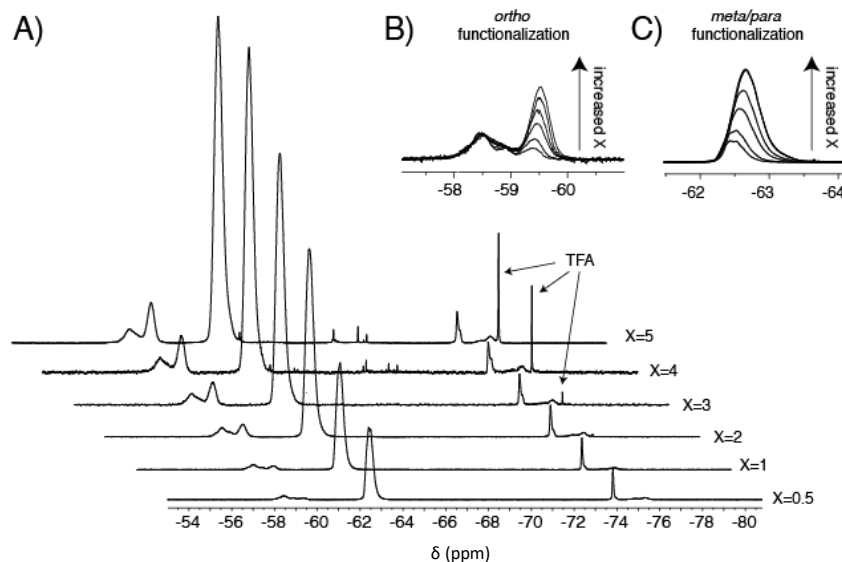 A)
B)
ortho
functionalization
increased X
-58
-59
-60
C)
meta/para
functionalization
increased X
-62
-63
-64
TFA
X=5
X=4
X=3
X=2
X=1
X=0.5
-54 -56 -58 -60 -62 -64 -66 -68 -70 -72 -74 -76 -78 -80
δ (ppm)